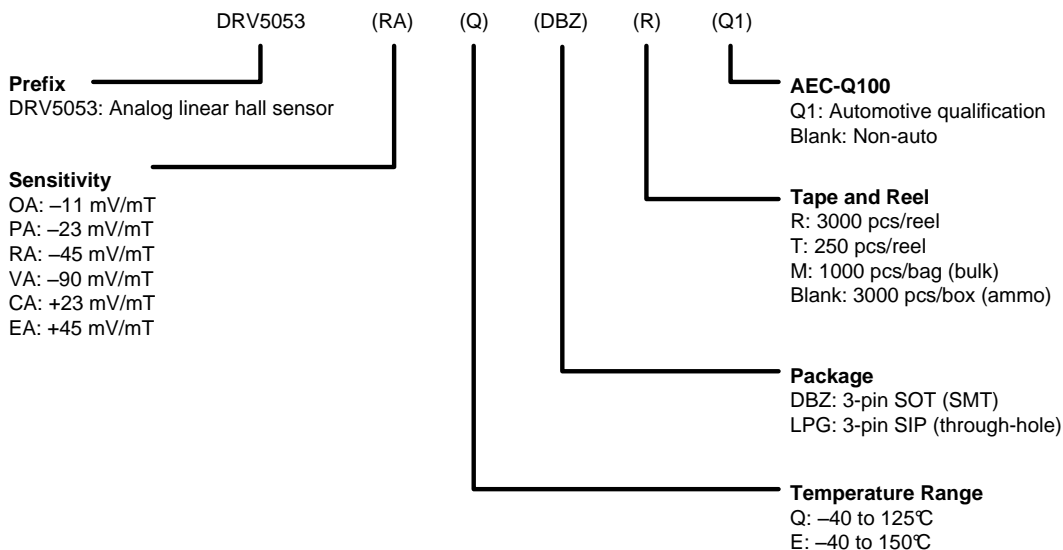 DRV5053 (RA) (Q) (DBZ) (R) (Q1)
Prefix
DRV5053: Analog linear hall sensor
Sensitivity
OA: –11 mV/mT
PA: –23 mV/mT
RA: –45 mV/mT
VA: –90 mV/mT
CA: +23 mV/mT
EA: +45 mV/mT
AEC-Q100
Q1: Automotive qualification
Blank: Non-auto
Tape and Reel
R: 3000 pcs/reel
T: 250 pcs/reel
M: 1000 pcs/bag (bulk)
Blank: 3000 pcs/box (ammo)
Package
DBZ: 3-pin SOT (SMT)
LPG: 3-pin SIP (through-hole)
Temperature Range
Q: –40 to 125℃
E: –40 to 150℃